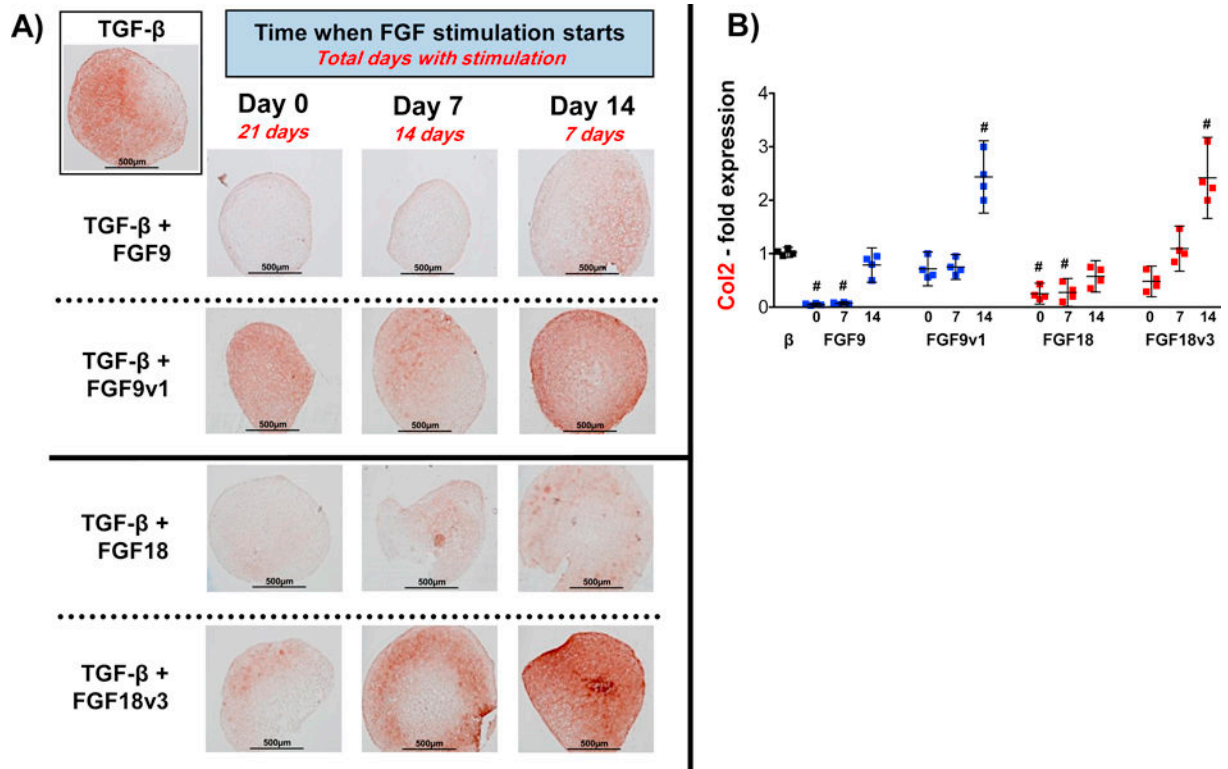 A)
TGF-β
500μm
Time when FGF stimulation starts
Total days with stimulation
Day 0
Day 7
Day 14
21 days
14 days
7 days
TGF-β +
FGF9
500μm
500μm
500μm
TGF-β +
FGF9v1
500μm
500μm
500μm
TGF-β +
FGF18
500μm
500μm
500μm
TGF-β +
FGF18v3
500μm
500μm
500μm
B)
Col2 - fold expression
4
3
2
1
0
# # # # # #
0 7 14 0 7 14 0 7 14 0 7 14
β FGF9 FGF9v1 FGF18 FGF18v3